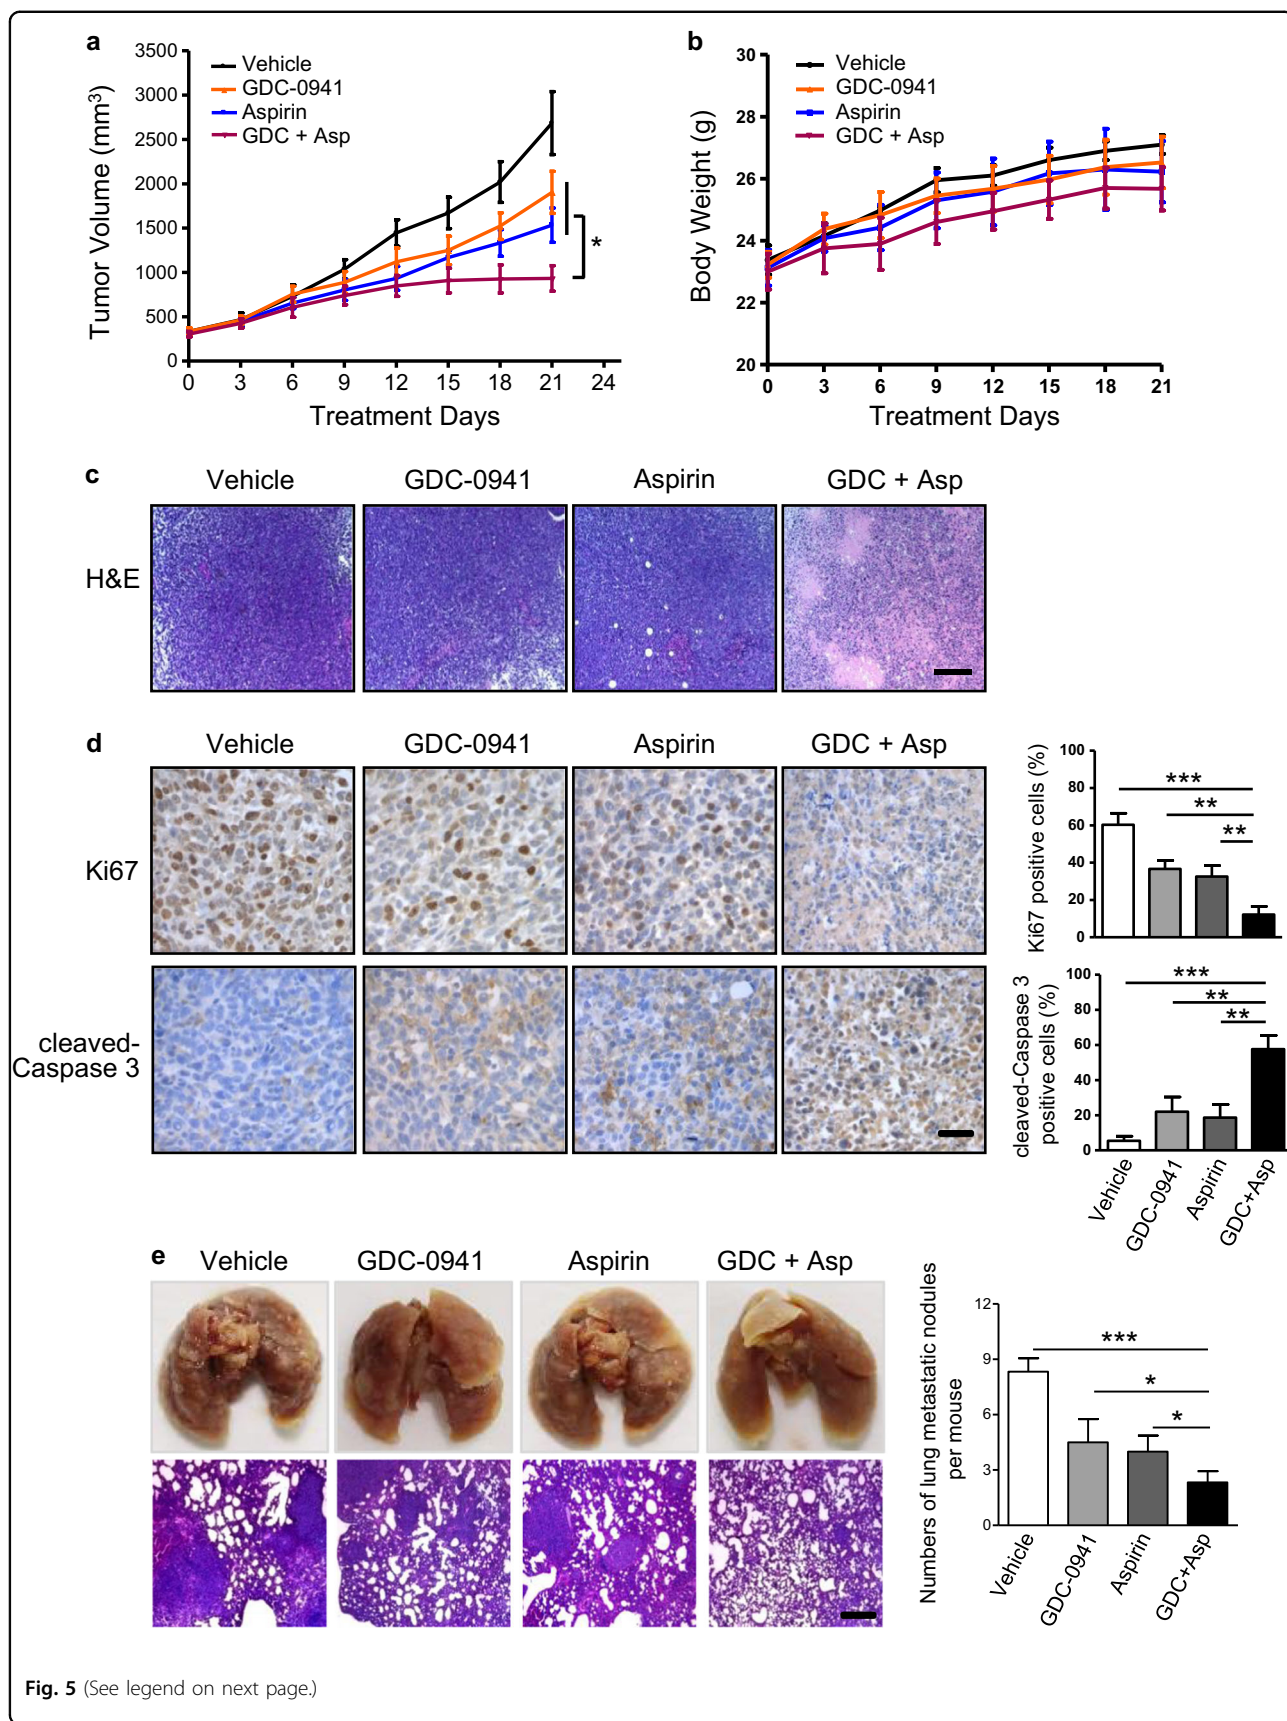 a
3500
3000
2500
2000
1500
1000
500
0
Tumor Volume (mm³)
Vehicle
GDC-0941
Aspirin
GDC + Asp
*
0 3 6 9 12 15 18 21 24
Treatment Days
b
30
28
26
24
22
20
Body Weight (g)
Vehicle
GDC-0941
Aspirin
GDC + Asp
0 3 6 9 12 15 18 21
Treatment Days
c
Vehicle GDC-0941 Aspirin GDC + Asp
H&E
d
Vehicle GDC-0941 Aspirin GDC + Asp
Ki67
cleaved-
Caspase 3
100
80
60
40
20
0
Ki67 positive cells (%)
***
**
**
100
80
60
40
20
0
cleaved-Caspase 3
positive cells (%)
***
**
**
Vehicle
GDC-0941
Aspirin
GDC+Asp
e
Vehicle GDC-0941 Aspirin GDC + Asp
12
9
6
3
0
Numbers of lung metastatic nodules
per mouse
***
*
*
Vehicle
GDC-0941
Aspirin
GDC+Asp
Fig. 5 (See legend on next page.)